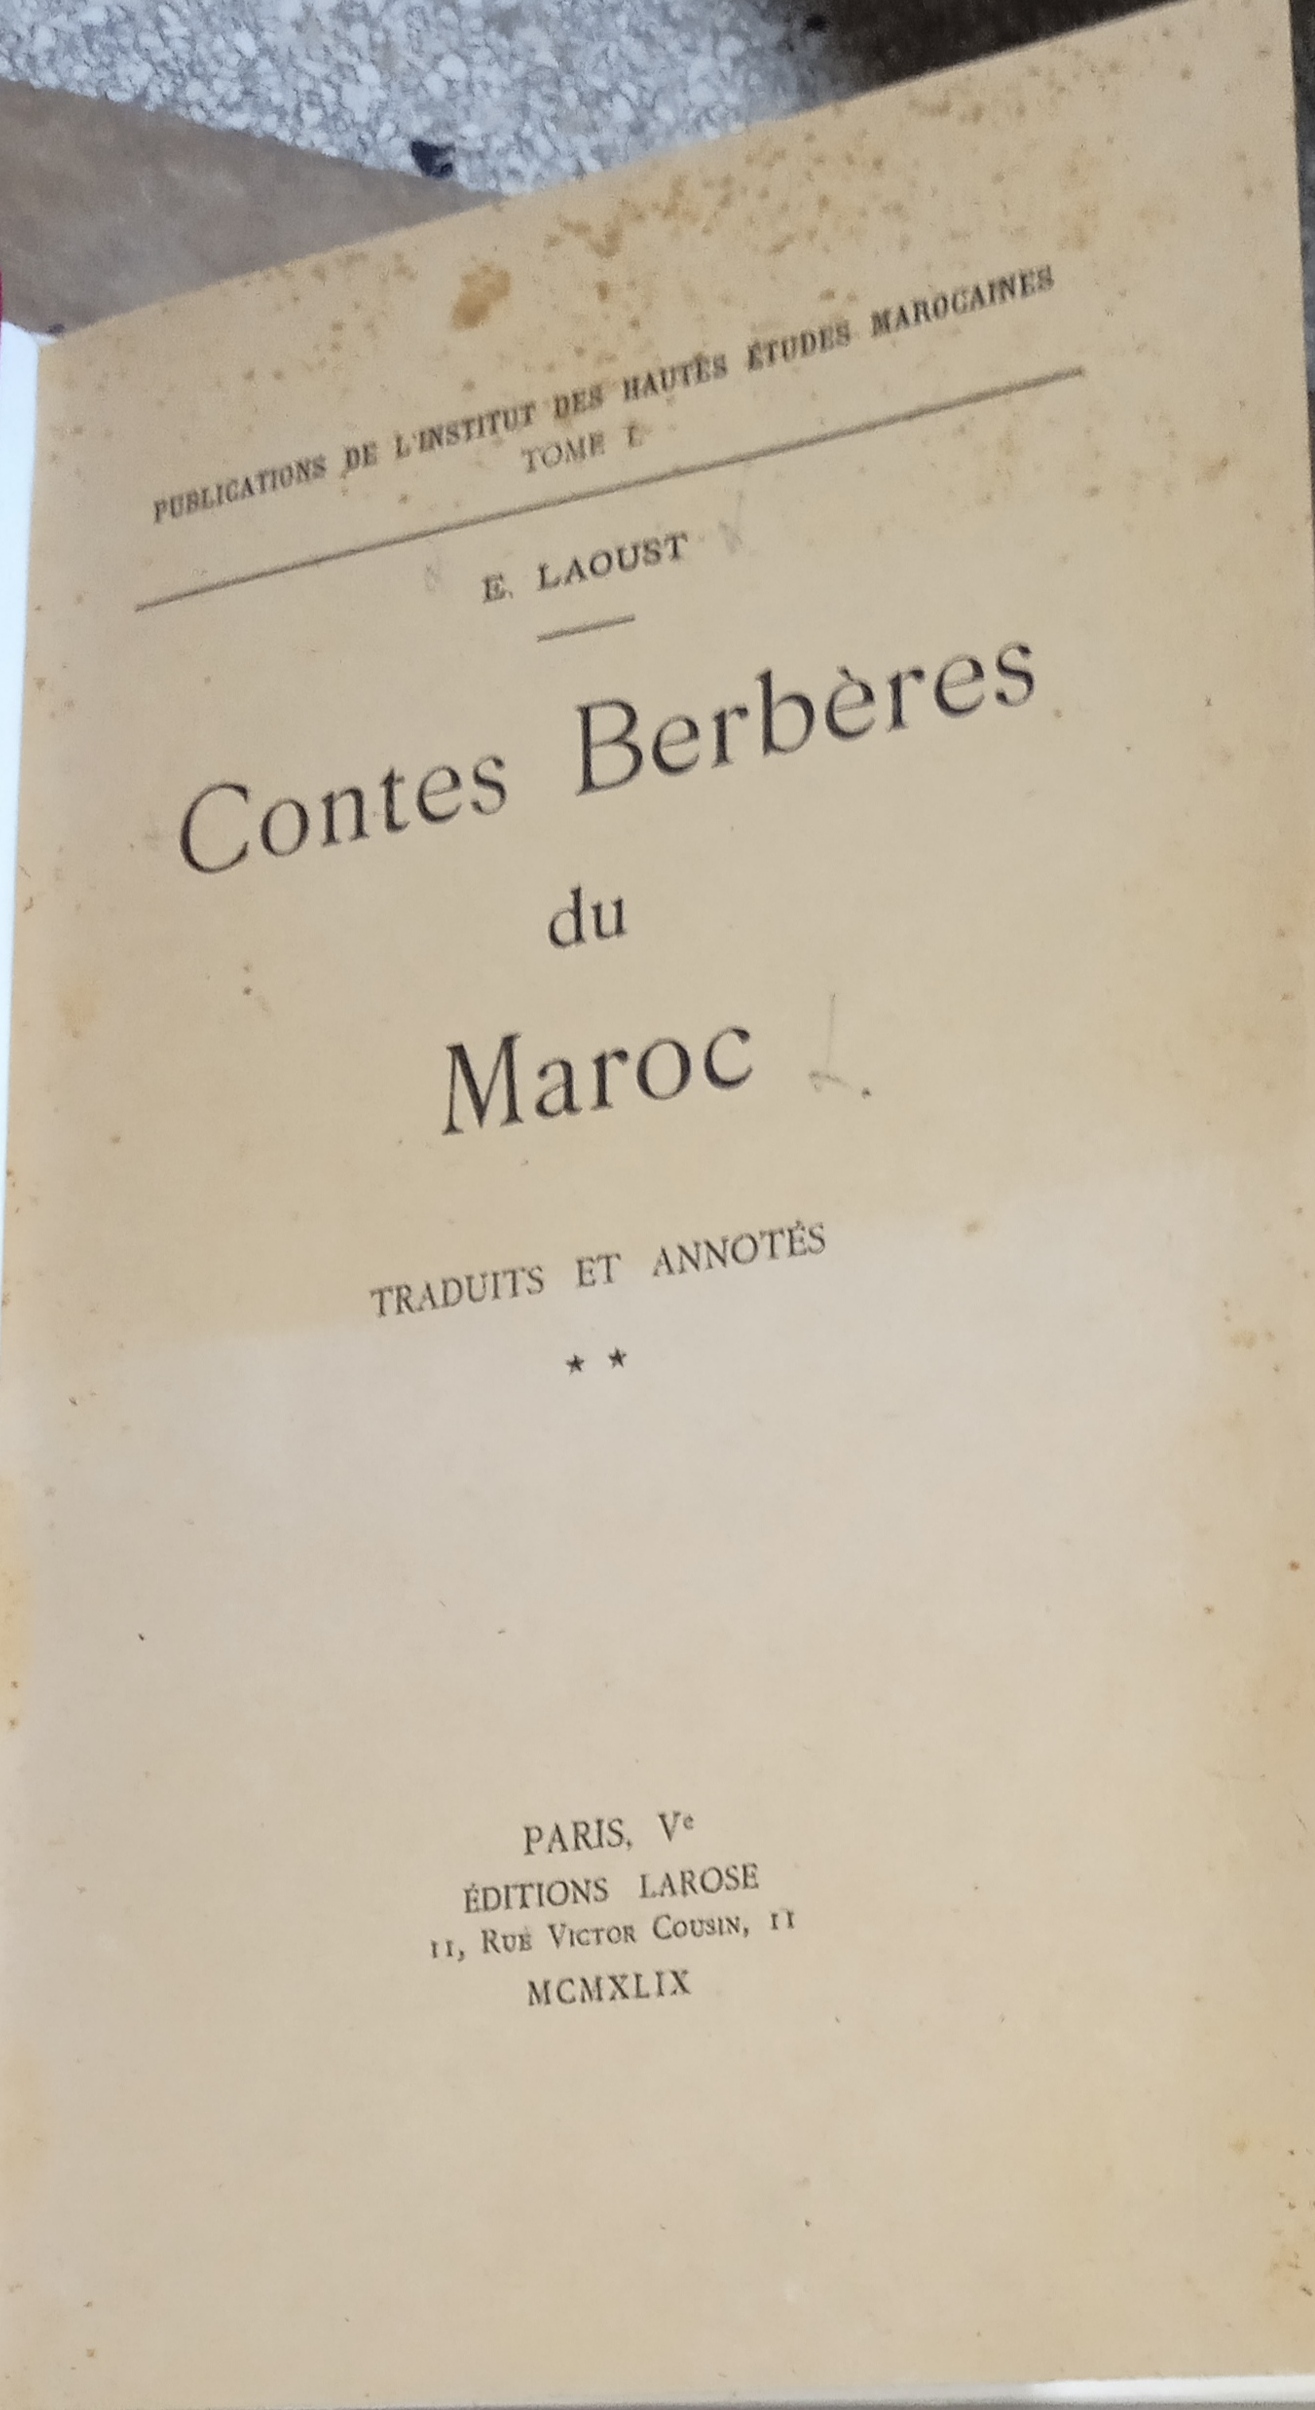 PUBLICATIONS DE L'INSTITUT DES HAUTES ÉTUDES MAROCAINES
TOME L
E. LAOUST
Contes Berbères
du
Maroc
TRADUITS ET ANNOTÉS
* *
PARIS, Vᵉ
ÉDITIONS LAROSE
11, RUE VICTOR COUSIN, 11
MCMXLIX